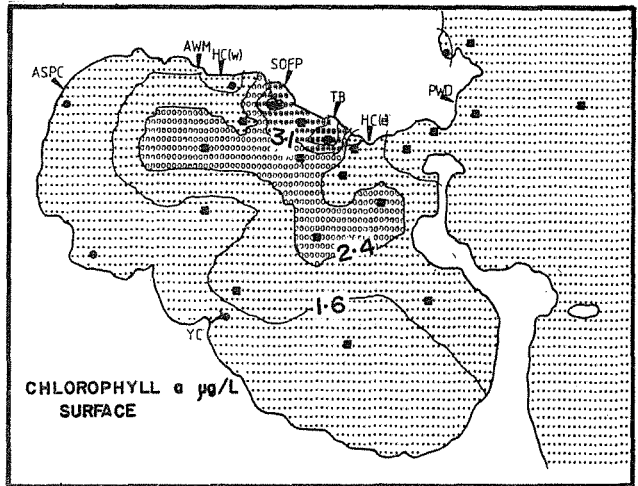 AWM
HC(w)
ASPC
SOFP
TB
PWD
HC(e)
3·1
2·4
1·6
YC
CHLOROPHYLL a µg/L
SURFACE